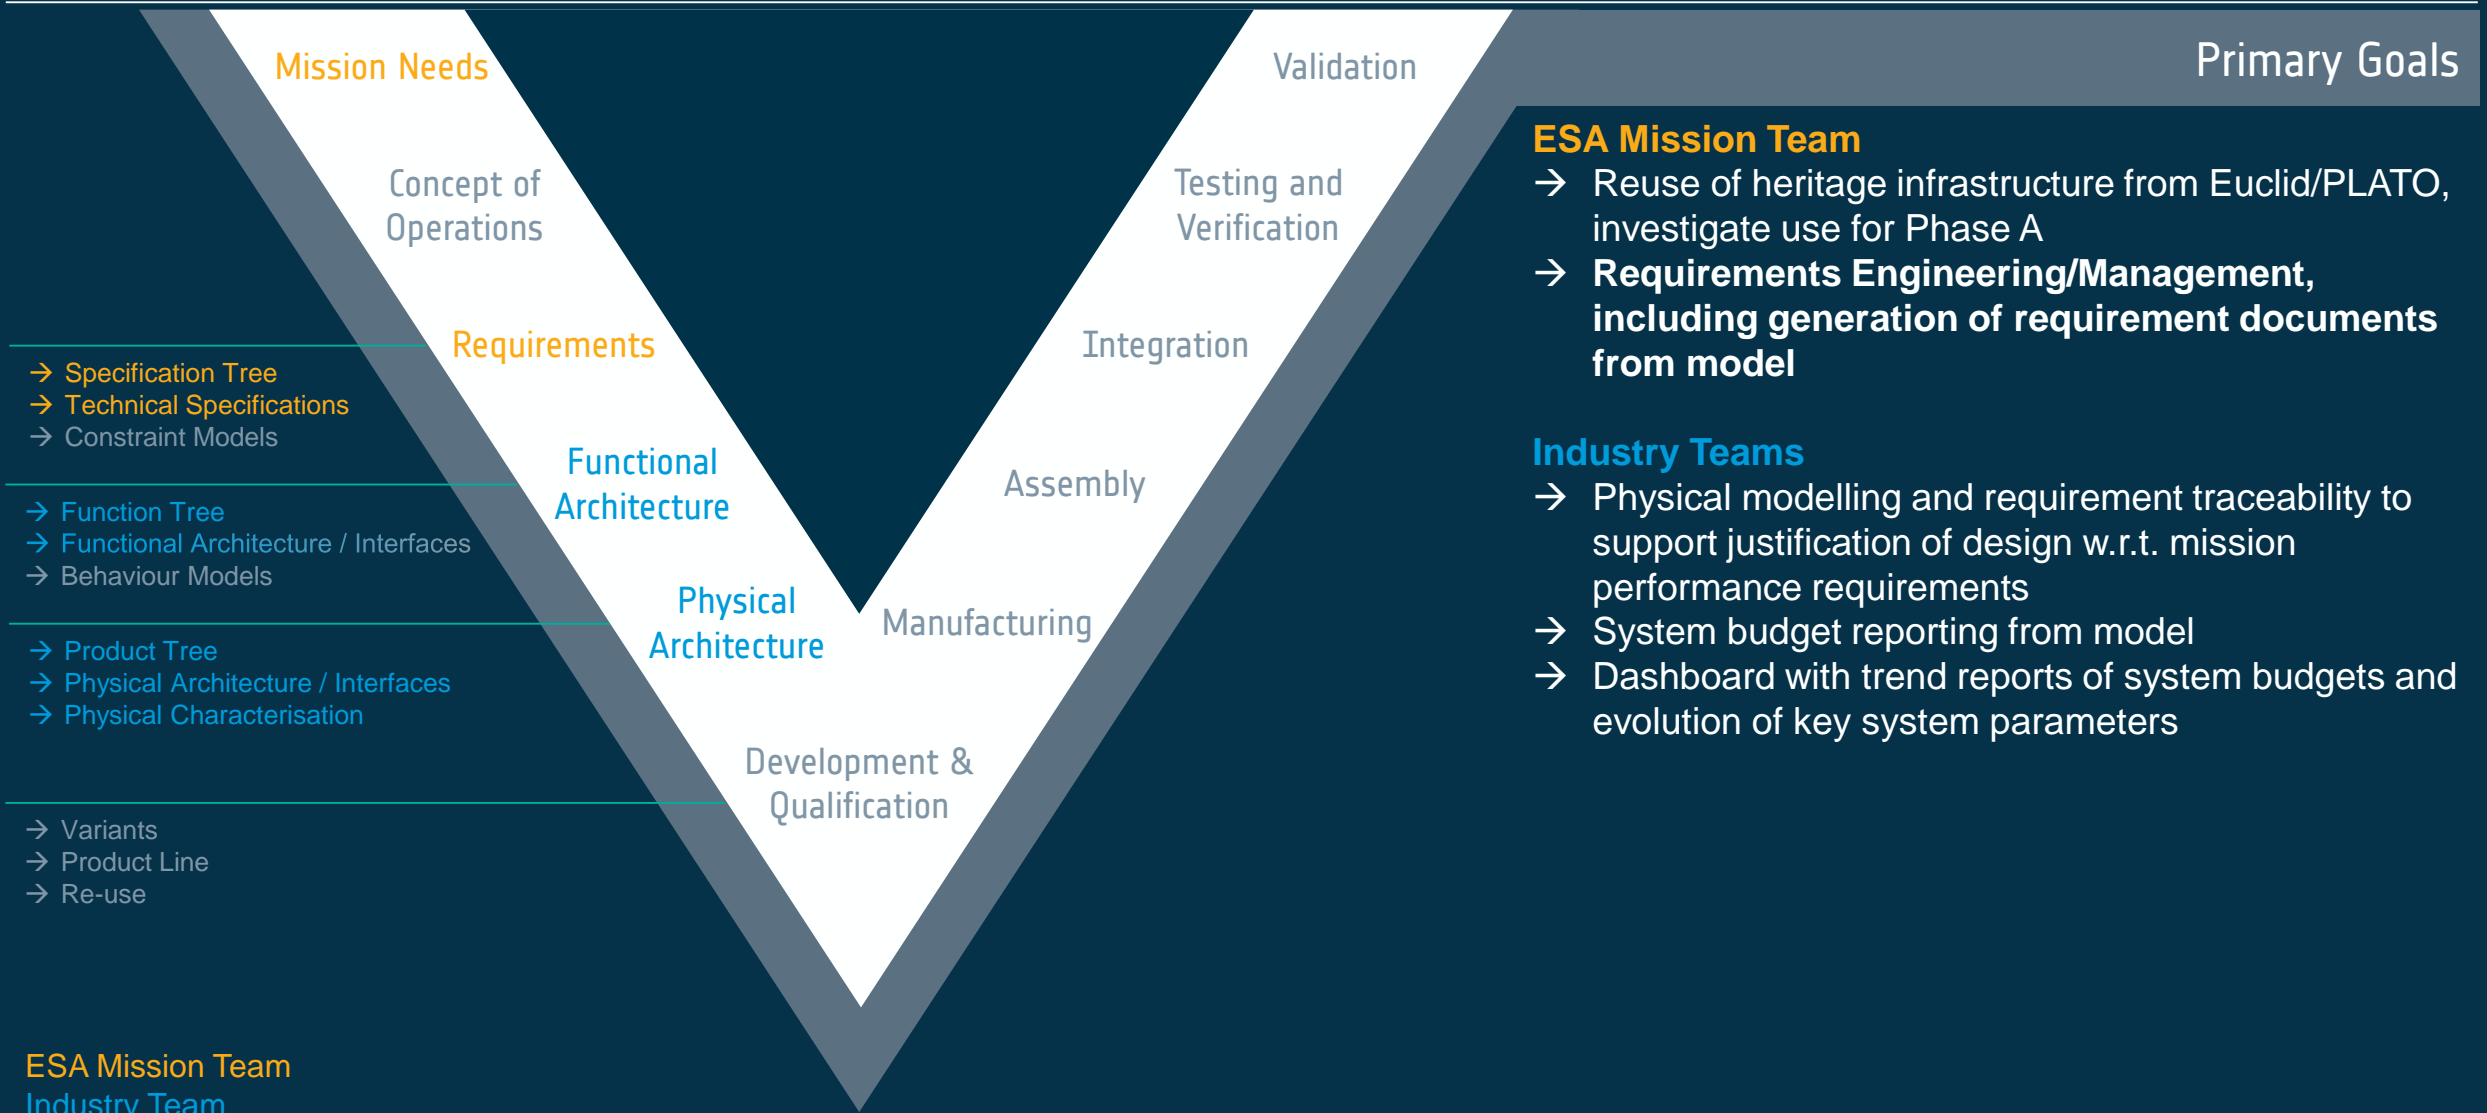 Mission Needs
Concept of
Operations
Requirements
Functional
Architecture
Physical
Architecture
Development &
Qualification
Manufacturing
Assembly
Integration
Testing and
Verification
Validation
→ Specification Tree
→ Technical Specifications
→ Constraint Models
→ Function Tree
→ Functional Architecture / Interfaces
→ Behaviour Models
→ Product Tree
→ Physical Architecture / Interfaces
→ Physical Characterisation
→ Variants
→ Product Line
→ Re-use
ESA Mission Team
Industry Team
Primary Goals
ESA Mission Team
→ Reuse of heritage infrastructure from Euclid/PLATO,
investigate use for Phase A
→ Requirements Engineering/Management,
including generation of requirement documents
from model
Industry Teams
→ Physical modelling and requirement traceability to
support justification of design w.r.t. mission
performance requirements
→ System budget reporting from model
→ Dashboard with trend reports of system budgets and
evolution of key system parameters